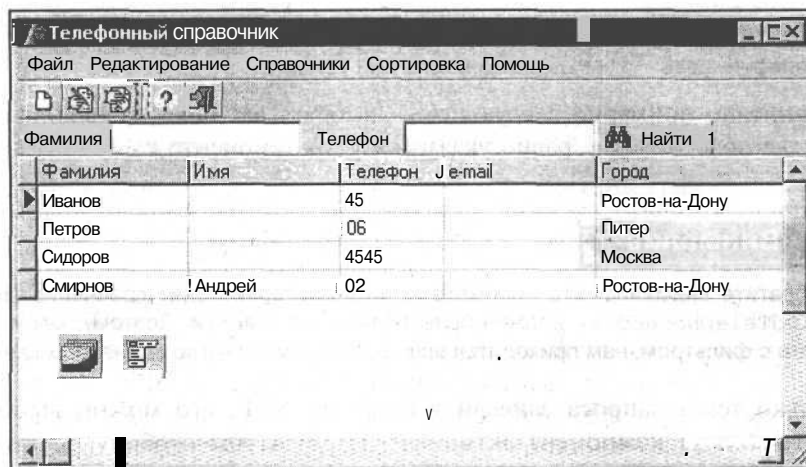 Телефонный справочник
Файл Редактирование Справочники Сортировка Помощь
?
Фамилия Телефон Найти 1
Фамилия Имя Телефон J e-mail Город
Иванов 45 Ростов-на-Дону
Петров 06 Питер
Сидоров 4545 Москва
Смирнов ! Андрей 02 Ростов-на-Дону
v
T